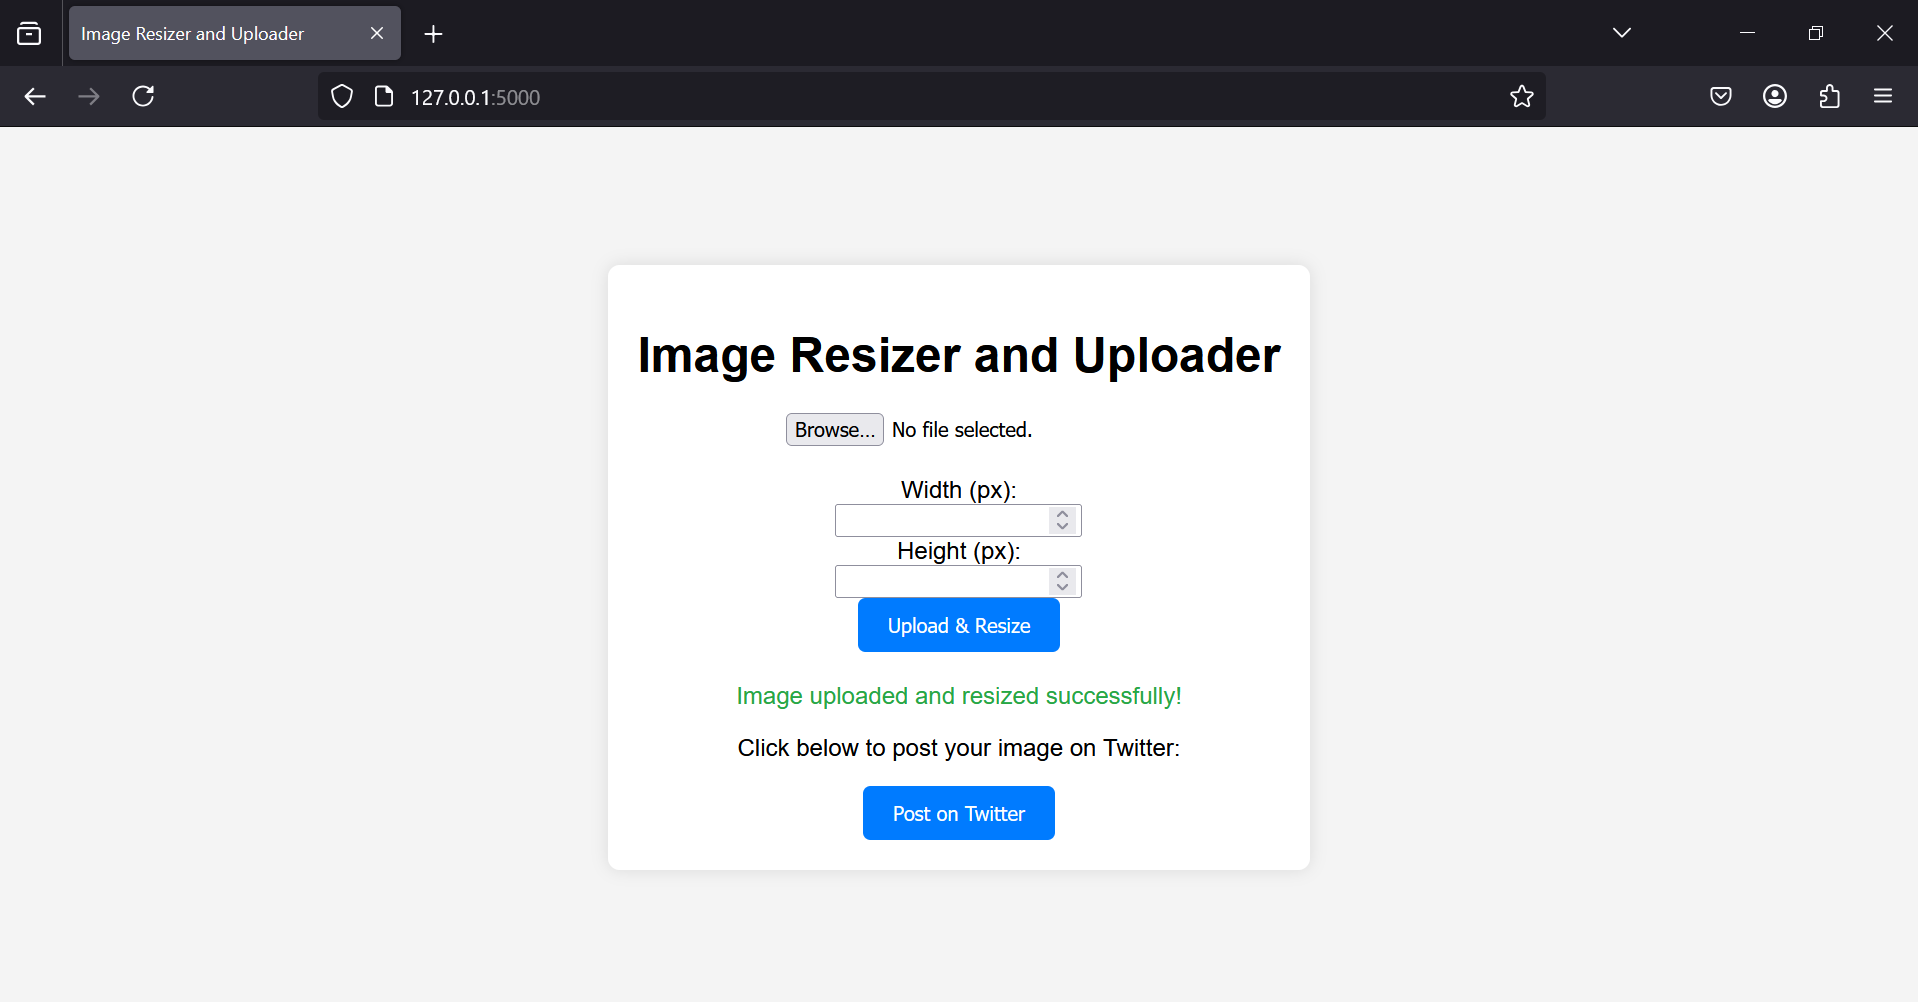 Image Resizer and Uploader
127.0.0.1:5000
Image Resizer and Uploader
Browse... No file selected.
Width (px):
Height (px):
Upload & Resize
Image uploaded and resized successfully!
Click below to post your image on Twitter:
Post on Twitter